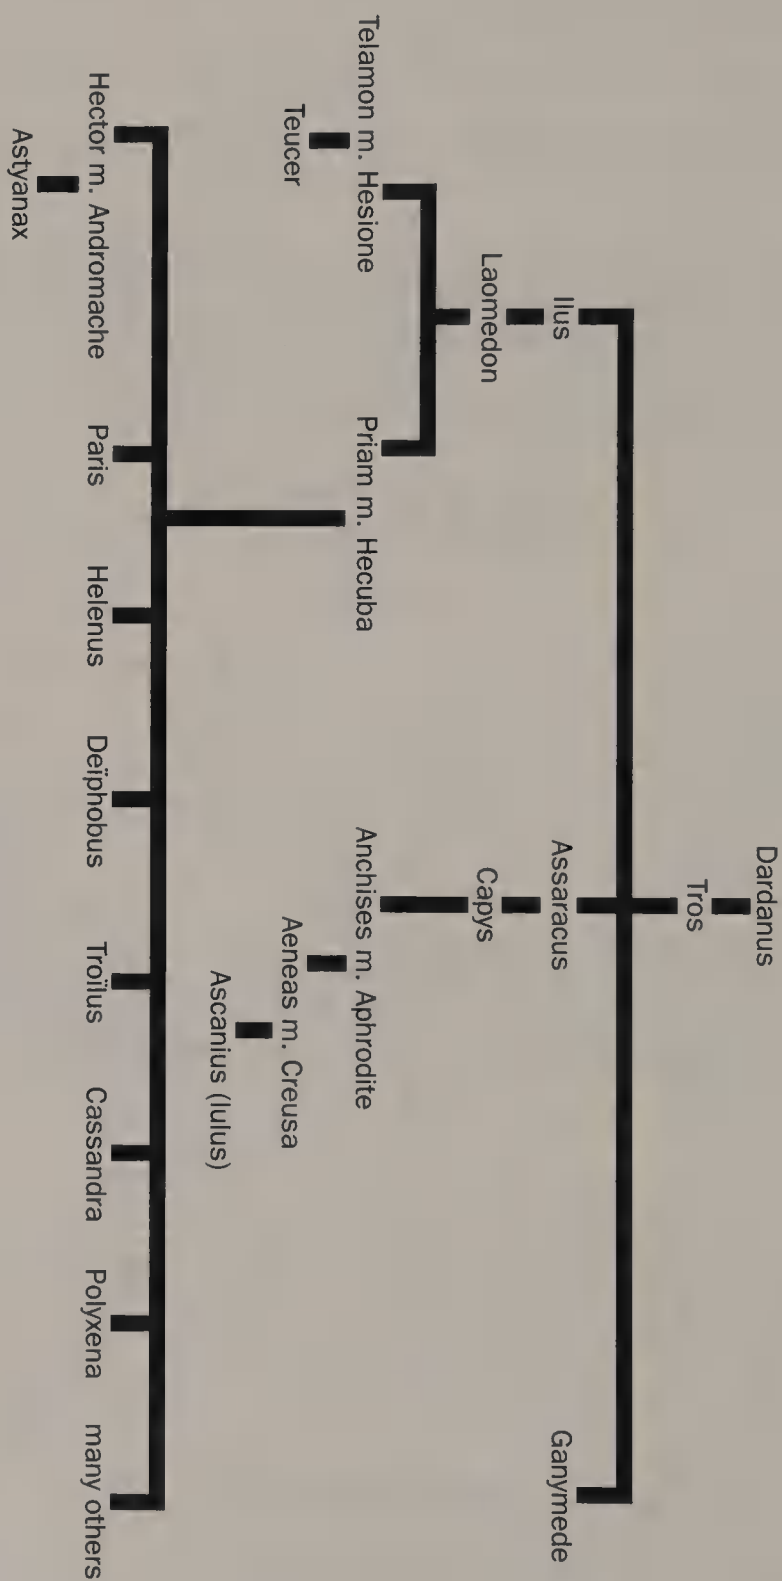 Dardanus
Tros
Ilus Assaracus Ganymede
Laomedon Capys
Telamon m. Hesione Priam m. Hecuba Anchises m. Aphrodite
Teucer Aeneas m. Creusa
Ascanius (Iulus)
Hector m. Andromache Paris Helenus Deïphobus Troïlus Cassandra Polyxena many others
Astyanax